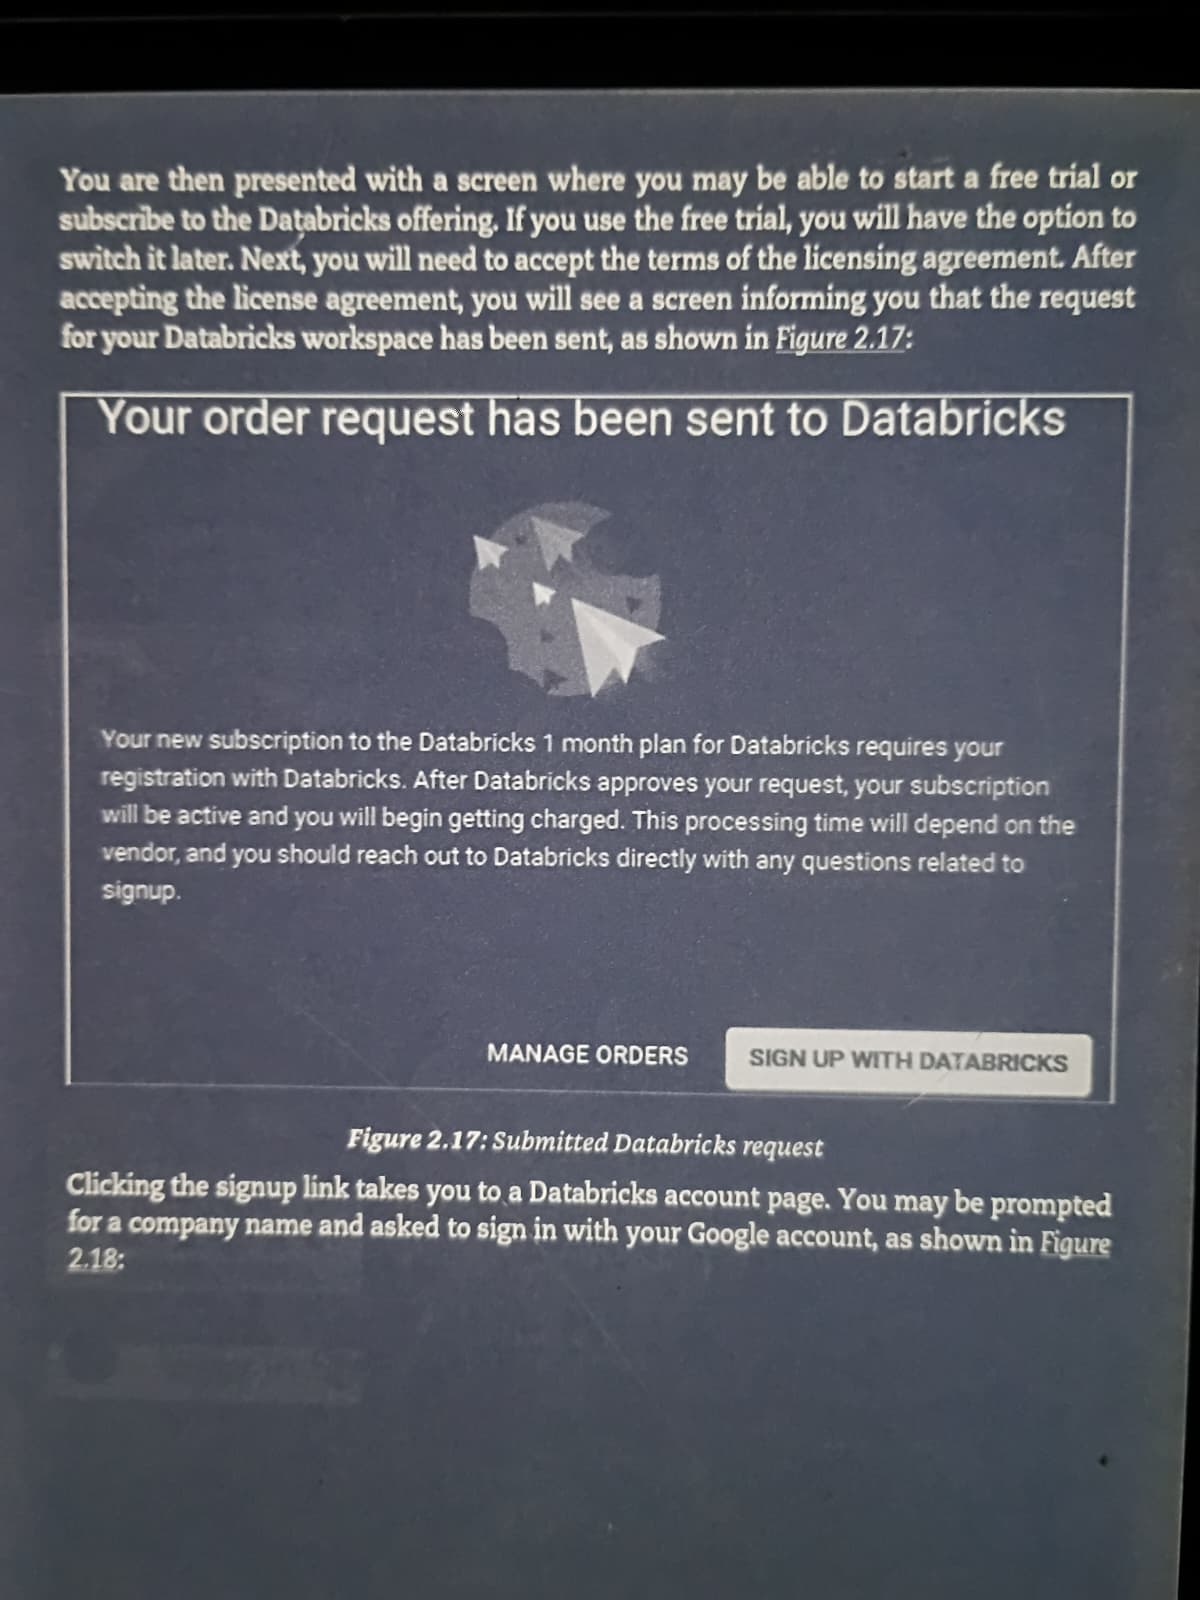 You are then presented with a screen where you may be able to start a free trial or
subscribe to the Databricks offering. If you use the free trial, you will have the option to
switch it later. Next, you will need to accept the terms of the licensing agreement. After
accepting the license agreement, you will see a screen informing you that the request
for your Databricks workspace has been sent, as shown in Figure 2.17:
Your order request has been sent to Databricks
Your new subscription to the Databricks 1 month plan for Databricks requires your
registration with Databricks. After Databricks approves your request, your subscription
will be active and you will begin getting charged. This processing time will depend on the
vendor, and you should reach out to Databricks directly with any questions related to
signup.
MANAGE ORDERS SIGN UP WITH DATABRICKS
Figure 2.17: Submitted Databricks request
Clicking the signup link takes you to a Databricks account page. You may be prompted
for a company name and asked to sign in with your Google account, as shown in Figure
2.18: